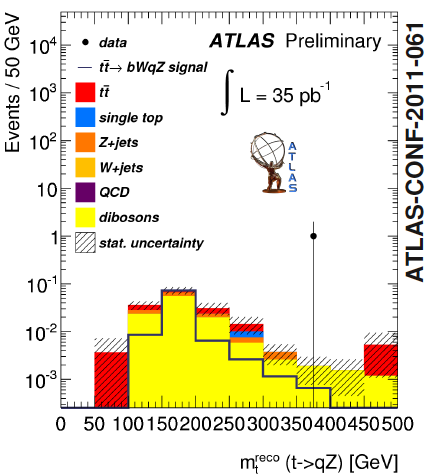 Events / 50 GeV
10⁴
10³
10²
10
1
10⁻¹
10⁻²
10⁻³
data
tt̄→ bWqZ signal
tt̄
single top
Z+jets
W+jets
QCD
dibosons
stat. uncertainty
ATLAS Preliminary
∫ L = 35 pb⁻¹
ATLAS
ATLAS-CONF-2011-061
0 50 100 150 200 250 300 350 400 450 500
m_t^reco (t->qZ) [GeV]